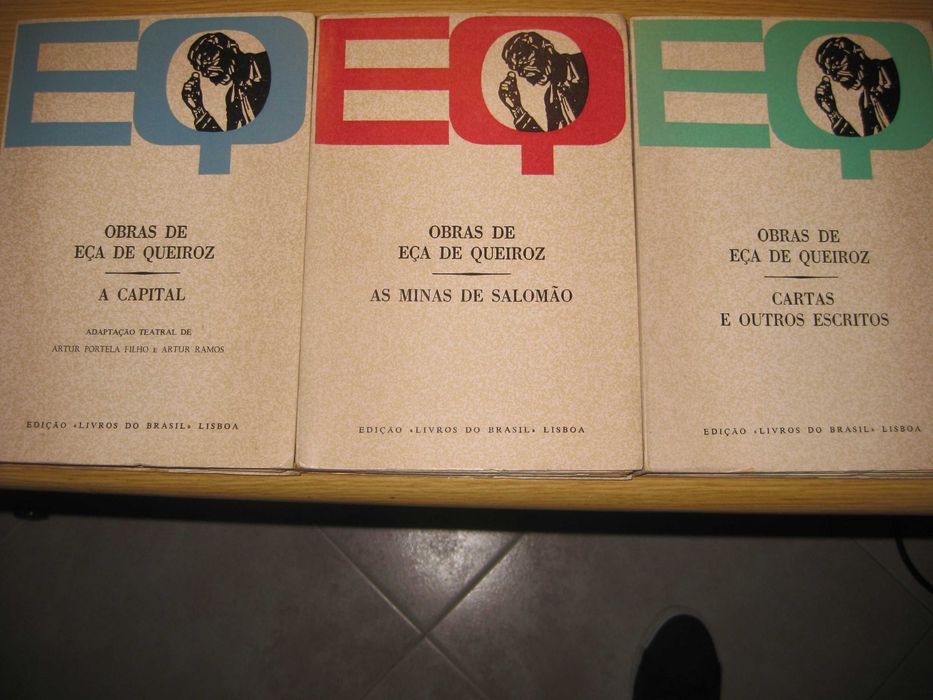 EQ
OBRAS DE
EÇA DE QUEIROZ
A CAPITAL
ADAPTAÇÃO TEATRAL DE
ARTUR PORTELA FILHO E ARTUR RAMOS
EDIÇÃO «LIVROS DO BRASIL» LISBOA
EQ
OBRAS DE
EÇA DE QUEIROZ
AS MINAS DE SALOMÃO
EDIÇÃO «LIVROS DO BRASIL» LISBOA
EQ
OBRAS DE
EÇA DE QUEIROZ
CARTAS
E OUTROS ESCRITOS
EDIÇÃO «LIVROS DO BRASIL» LISBOA